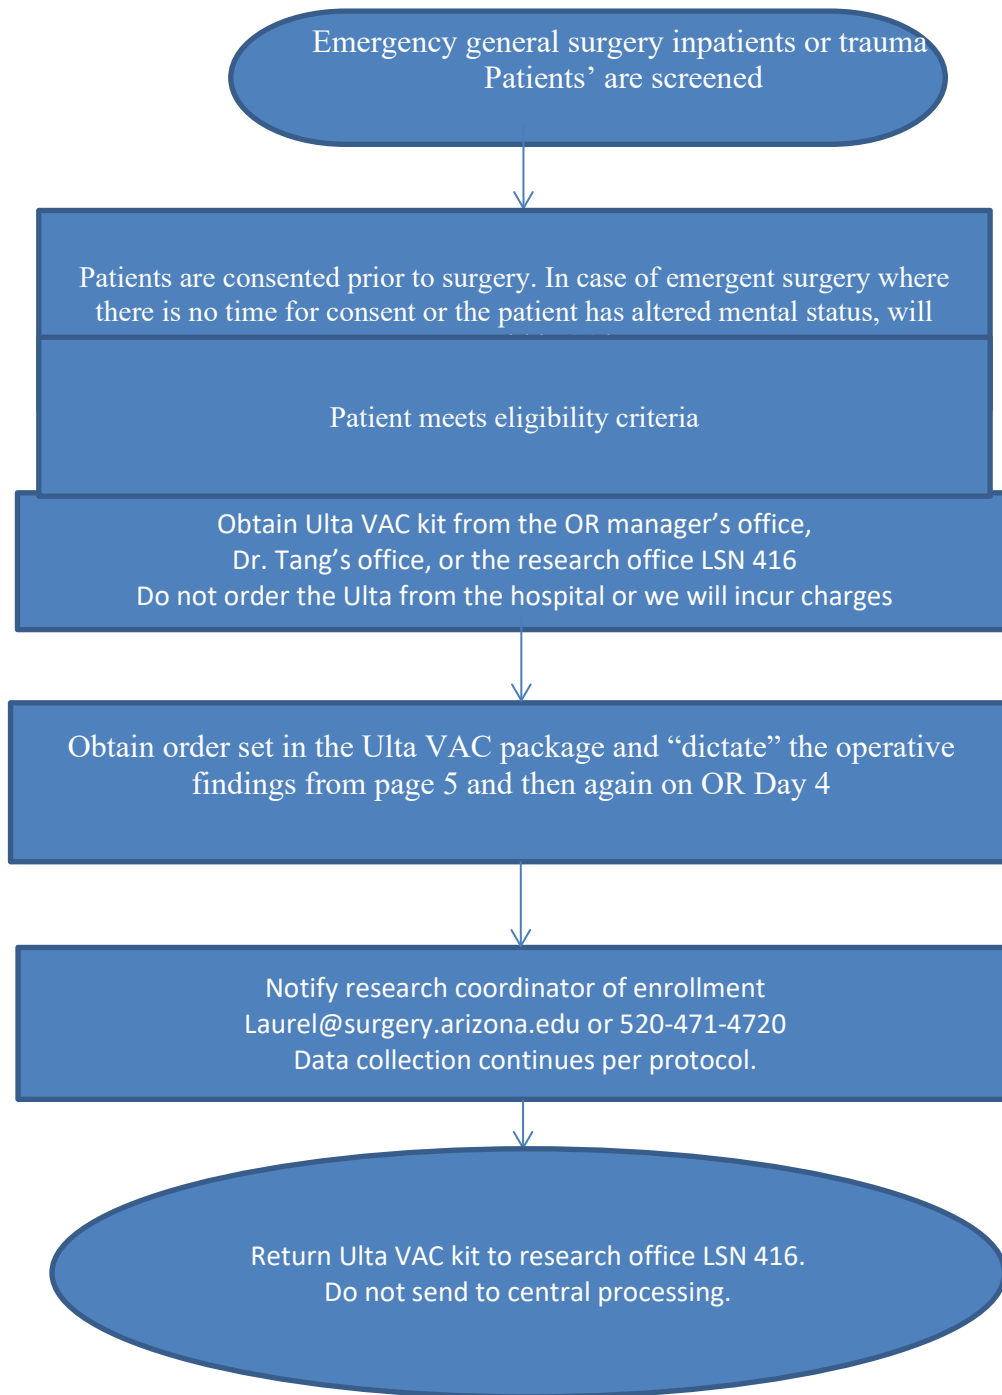 Emergency general surgery inpatients or trauma
Patients’ are screened
Patients are consented prior to surgery. In case of emergent surgery where
there is no time for consent or the patient has altered mental status, will
Patient meets eligibility criteria
Obtain Ulta VAC kit from the OR manager’s office,
Dr. Tang’s office, or the research office LSN 416
Do not order the Ulta from the hospital or we will incur charges
Obtain order set in the Ulta VAC package and “dictate” the operative
findings from page 5 and then again on OR Day 4
Notify research coordinator of enrollment
Laurel@surgery.arizona.edu or 520-471-4720
Data collection continues per protocol.
Return Ulta VAC kit to research office LSN 416.
Do not send to central processing.